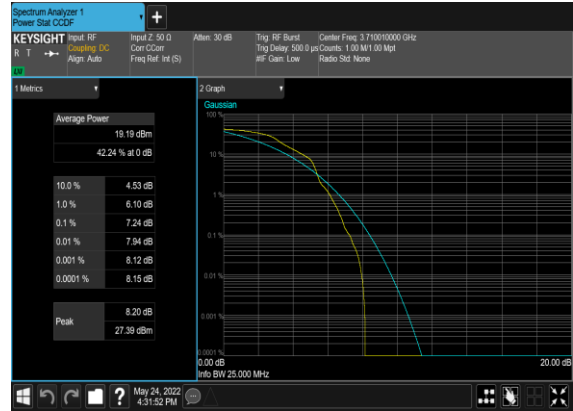 Spectrum Analyzer 1
Power Stat CCDF
KEYSIGHT
R T
LXI
Input: RF
Coupling: DC
Align: Auto
Input Z: 50 Ω
Corr CCorr
Freq Ref: Int (S)
Atten: 30 dB
Trig: RF Burst
Trig Delay: 500.0 µs
#IF Gain: Low
Center Freq: 3.710010000 GHz
Counts: 1.00 M/1.00 Mpt
Radio Std: None
1 Metrics
Average Power
19.19 dBm
42.24 % at 0 dB
10.0 % 4.53 dB
1.0 % 6.10 dB
0.1 % 7.24 dB
0.01 % 7.94 dB
0.001 % 8.12 dB
0.0001 % 8.15 dB
Peak
8.20 dB
27.39 dBm
2 Graph
Gaussian
100 %
10 %
1 %
0.1 %
0.01 %
0.001 %
0.0001 %
0.00 dB 20.00 dB
Info BW 25.000 MHz
? May 24, 2022
4:31:52 PM